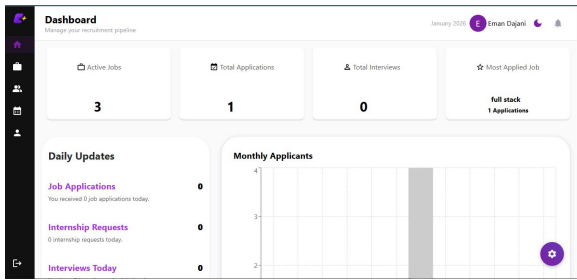 Dashboard
Manage your recruitment pipeline
January 2026
E
Eman Dajani
Active Jobs
3
Total Applications
1
Total Interviews
0
Most Applied Job
full stack
1 Applications
Daily Updates
Job Applications 0
You received 0 job applications today.
Internship Requests 0
0 internship requests today.
Interviews Today 0
Monthly Applicants
4
3
2